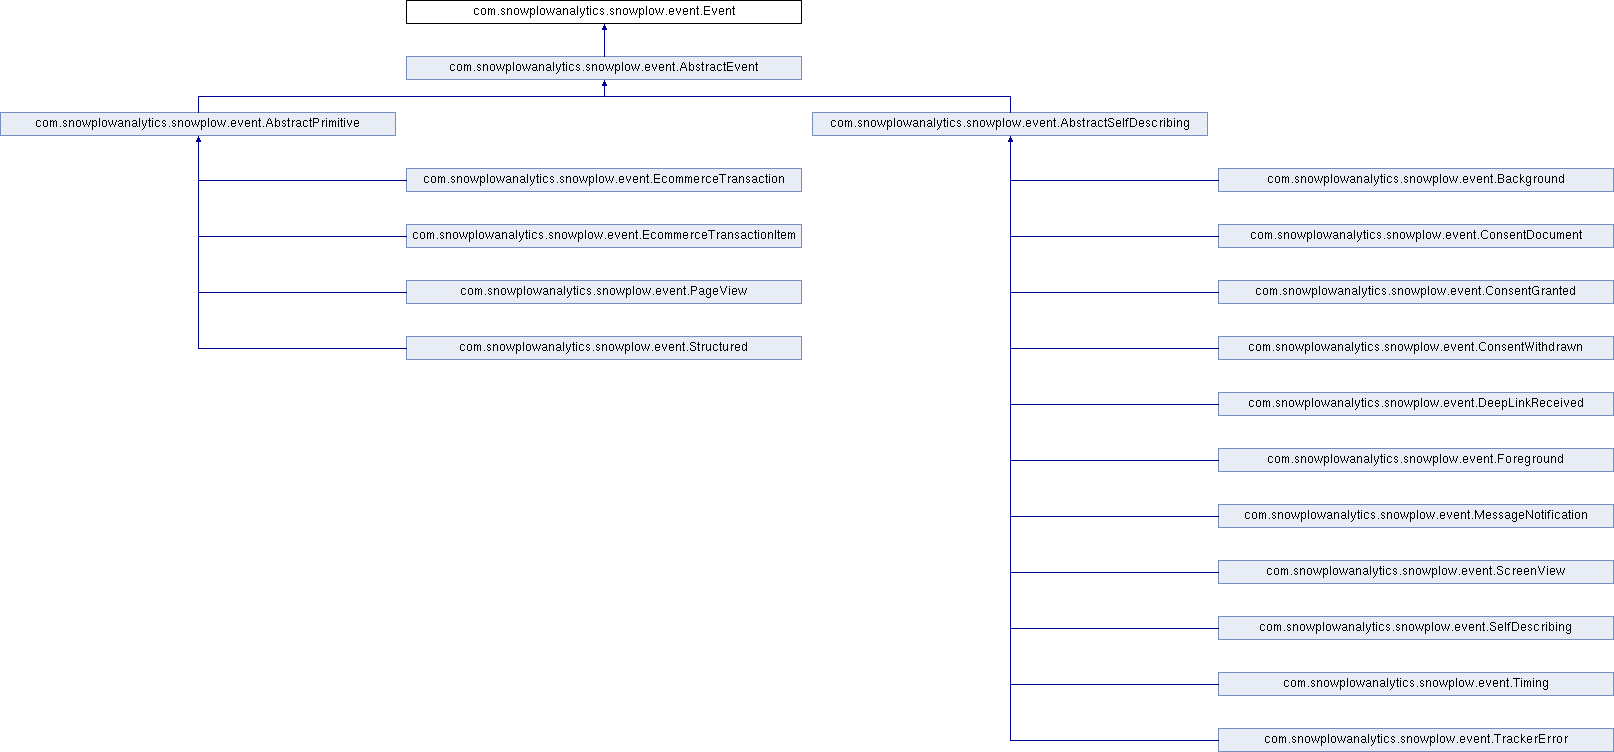 com.snowplowanalytics.snowplow.event.Event
com.snowplowanalytics.snowplow.event.AbstractEvent
com.snowplowanalytics.snowplow.event.AbstractPrimitive
com.snowplowanalytics.snowplow.event.AbstractSelfDescribing
com.snowplowanalytics.snowplow.event.EcommerceTransaction
com.snowplowanalytics.snowplow.event.EcommerceTransactionItem
com.snowplowanalytics.snowplow.event.PageView
com.snowplowanalytics.snowplow.event.Structured
com.snowplowanalytics.snowplow.event.Background
com.snowplowanalytics.snowplow.event.ConsentDocument
com.snowplowanalytics.snowplow.event.ConsentGranted
com.snowplowanalytics.snowplow.event.ConsentWithdrawn
com.snowplowanalytics.snowplow.event.DeepLinkReceived
com.snowplowanalytics.snowplow.event.Foreground
com.snowplowanalytics.snowplow.event.MessageNotification
com.snowplowanalytics.snowplow.event.ScreenView
com.snowplowanalytics.snowplow.event.SelfDescribing
com.snowplowanalytics.snowplow.event.Timing
com.snowplowanalytics.snowplow.event.TrackerError